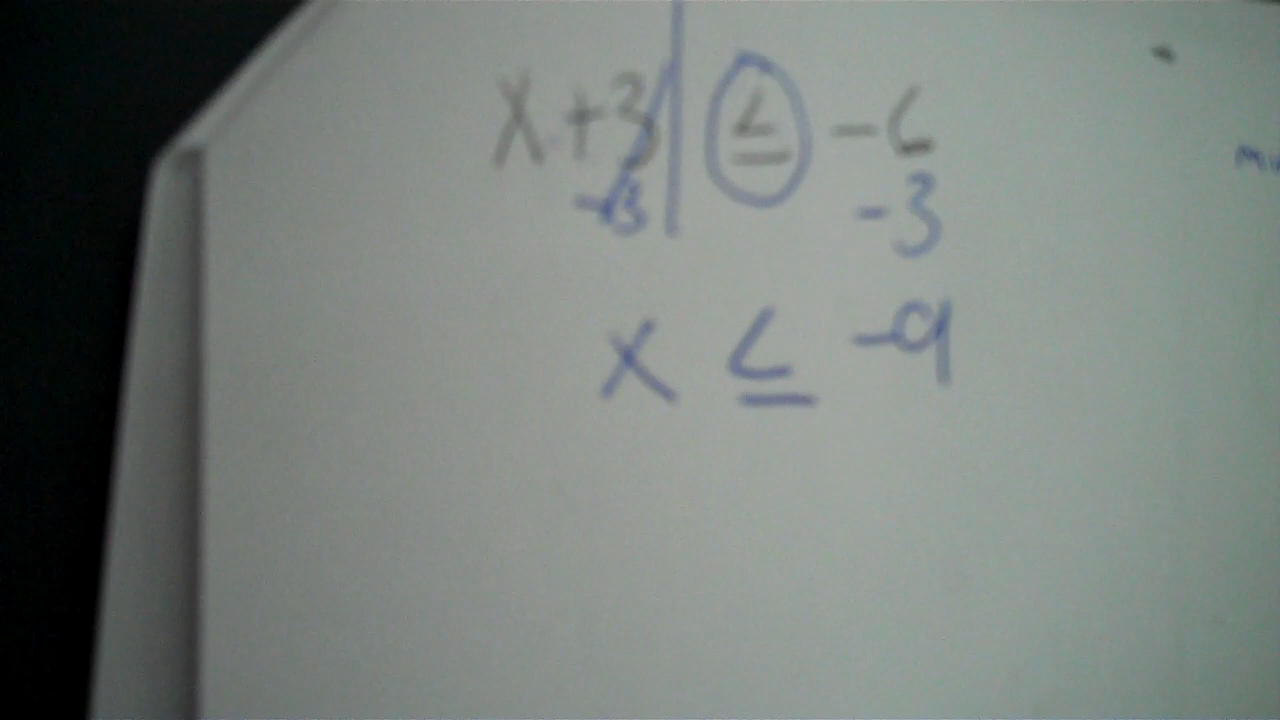 x + 3 ≤ -6
-3 -3
x ≤ -9